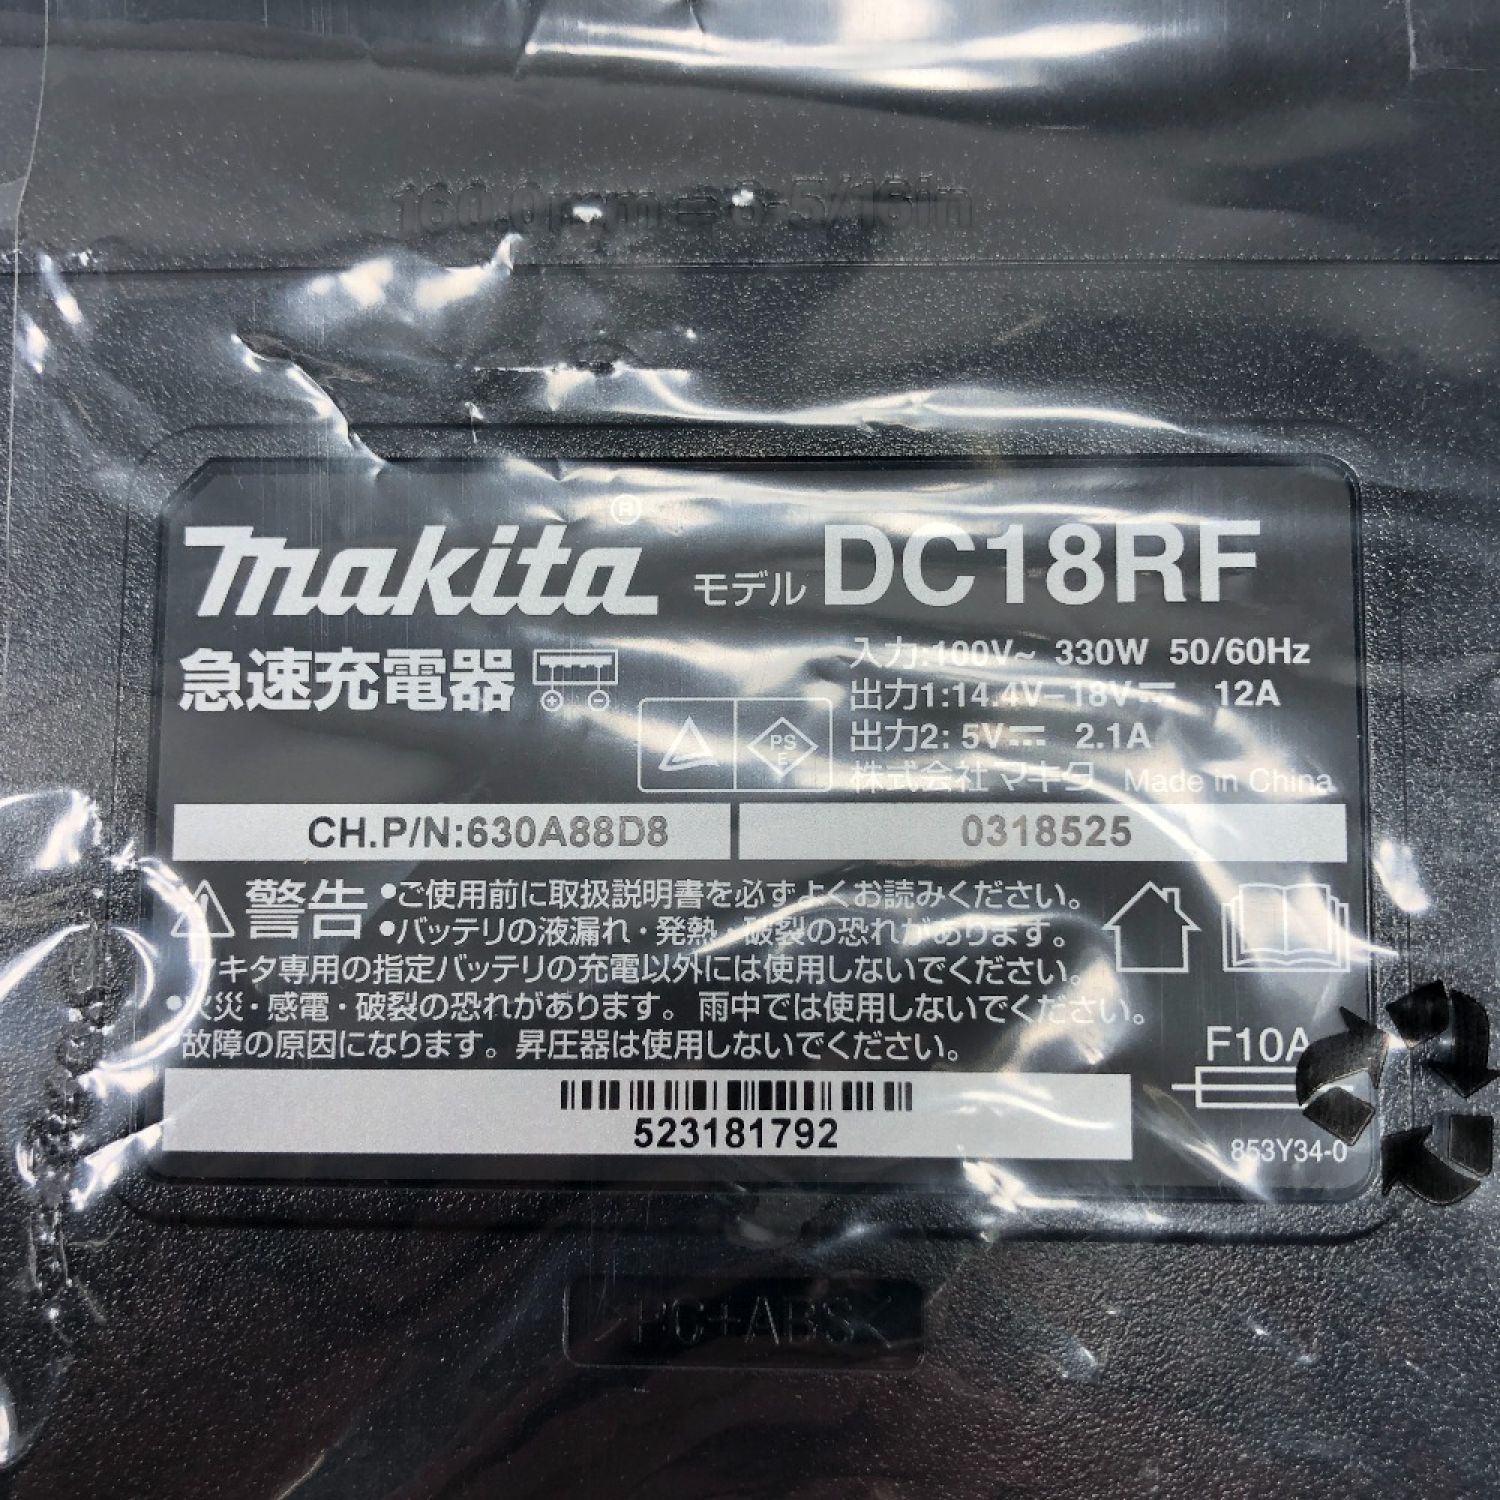 160.0mm=6-5/16in
makita® モデル DC18RF
急速充電器
入力:100V~ 330W 50/60Hz
出力1:14.4V-18V⎓ 12A
出力2: 5V⎓ 2.1A
PS
E
株式会社マキタ Made in China
CH.P/N:630A88D8
0318525
警告
•ご使用前に取扱説明書を必ずよくお読みください。
•バッテリの液漏れ・発熱・破裂の恐れがあります。
マキタ専用の指定バッテリの充電以外には使用しないでください。
•火災・感電・破裂の恐れがあります。雨中では使用しないでください。
故障の原因になります。昇圧器は使用しないでください。
F10A
523181792
853Y34-0
>PC+ABS<